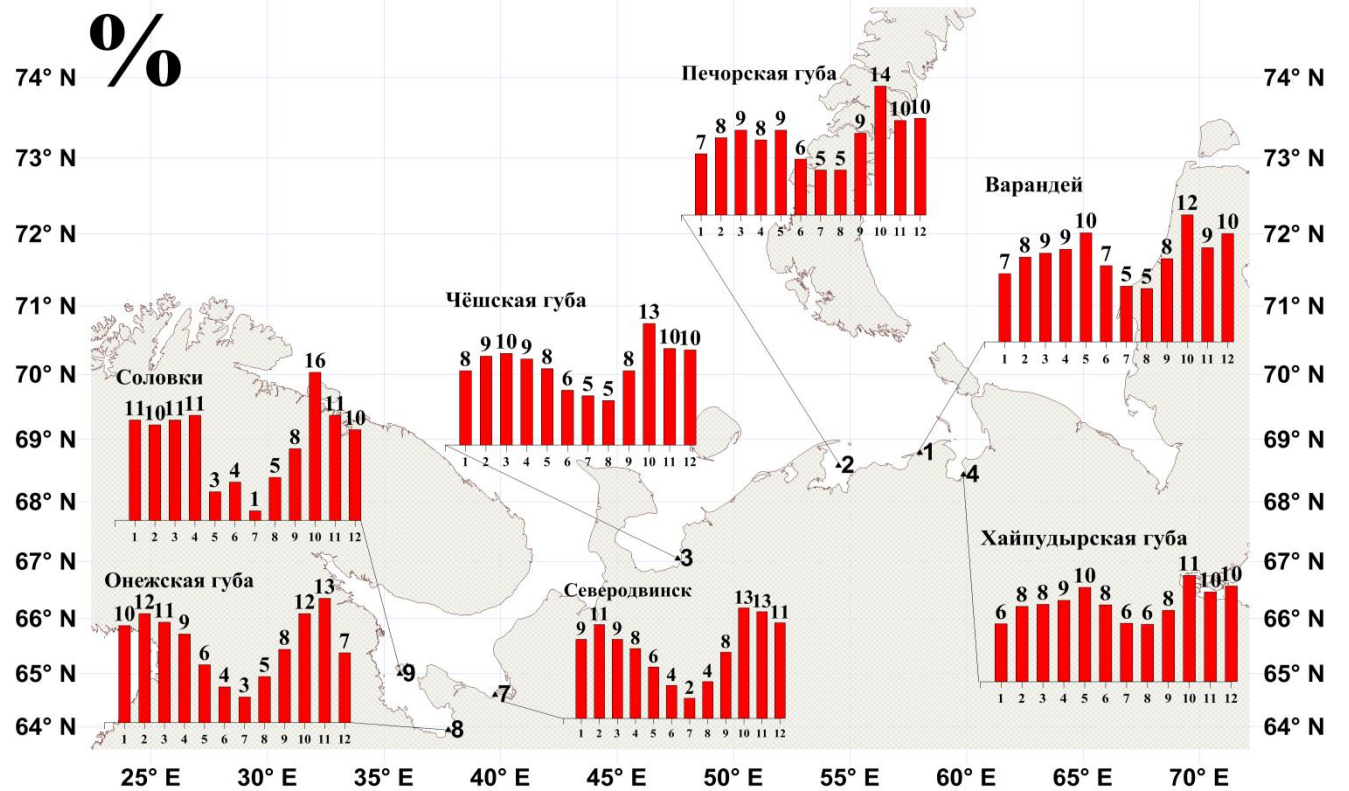 %
74° N
74° N
Печорская губа
14
7 8 9 8 9 6 5 5 9 10 10
1 2 3 4 5 6 7 8 9 10 11 12
73° N
73° N
Варандей
12
7 8 9 9 10 7 5 5 8 9 10
1 2 3 4 5 6 7 8 9 10 11 12
72° N
72° N
71° N
71° N
Чёшская губа
13
8 9 10 9 8 6 5 5 8 10 10
1 2 3 4 5 6 7 8 9 10 11 12
70° N
70° N
Соловки
16
11 10 11 11 3 4 1 5 8 11 10
1 2 3 4 5 6 7 8 9 10 11 12
69° N
69° N
1
2
4
68° N
68° N
3
67° N
67° N
Хайпудырская губа
6 8 8 9 10 8 6 6 8 11 10 10
1 2 3 4 5 6 7 8 9 10 11 12
Онежская губа
10 12 11 9 6 4 3 5 8 12 13 7
1 2 3 4 5 6 7 8 9 10 11 12
Северодвинск
9 11 9 8 6 4 2 4 8 13 13 11
1 2 3 4 5 6 7 8 9 10 11 12
66° N
66° N
65° N
65° N
9
7
8
64° N
64° N
25° E 30° E 35° E 40° E 45° E 50° E 55° E 60° E 65° E 70° E